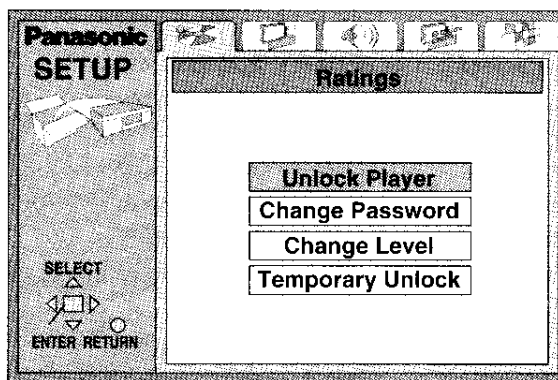 Panasonic
SETUP
Ratings
Unlock Player
Change Password
Change Level
Temporary Unlock
SELECT
ENTER RETURN